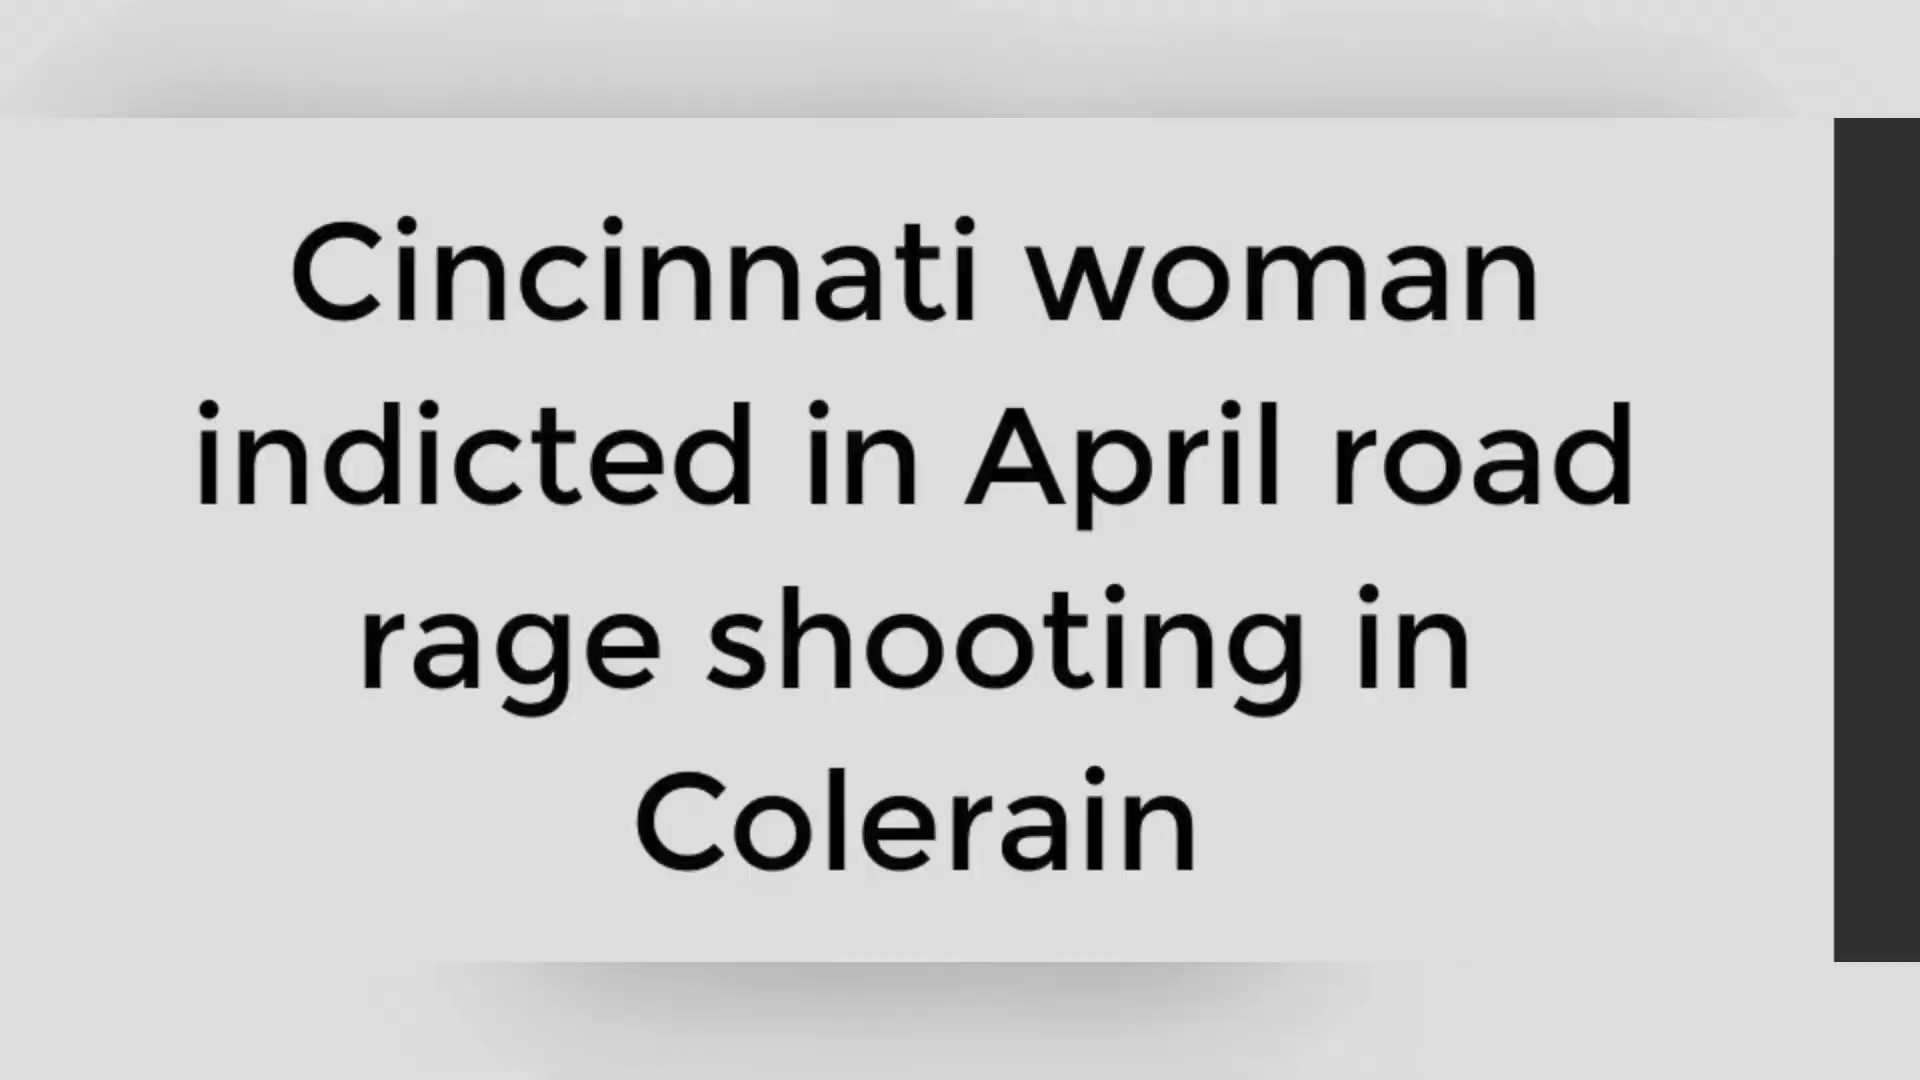 Cincinnati woman
indicted in April road
rage shooting in
Colerain